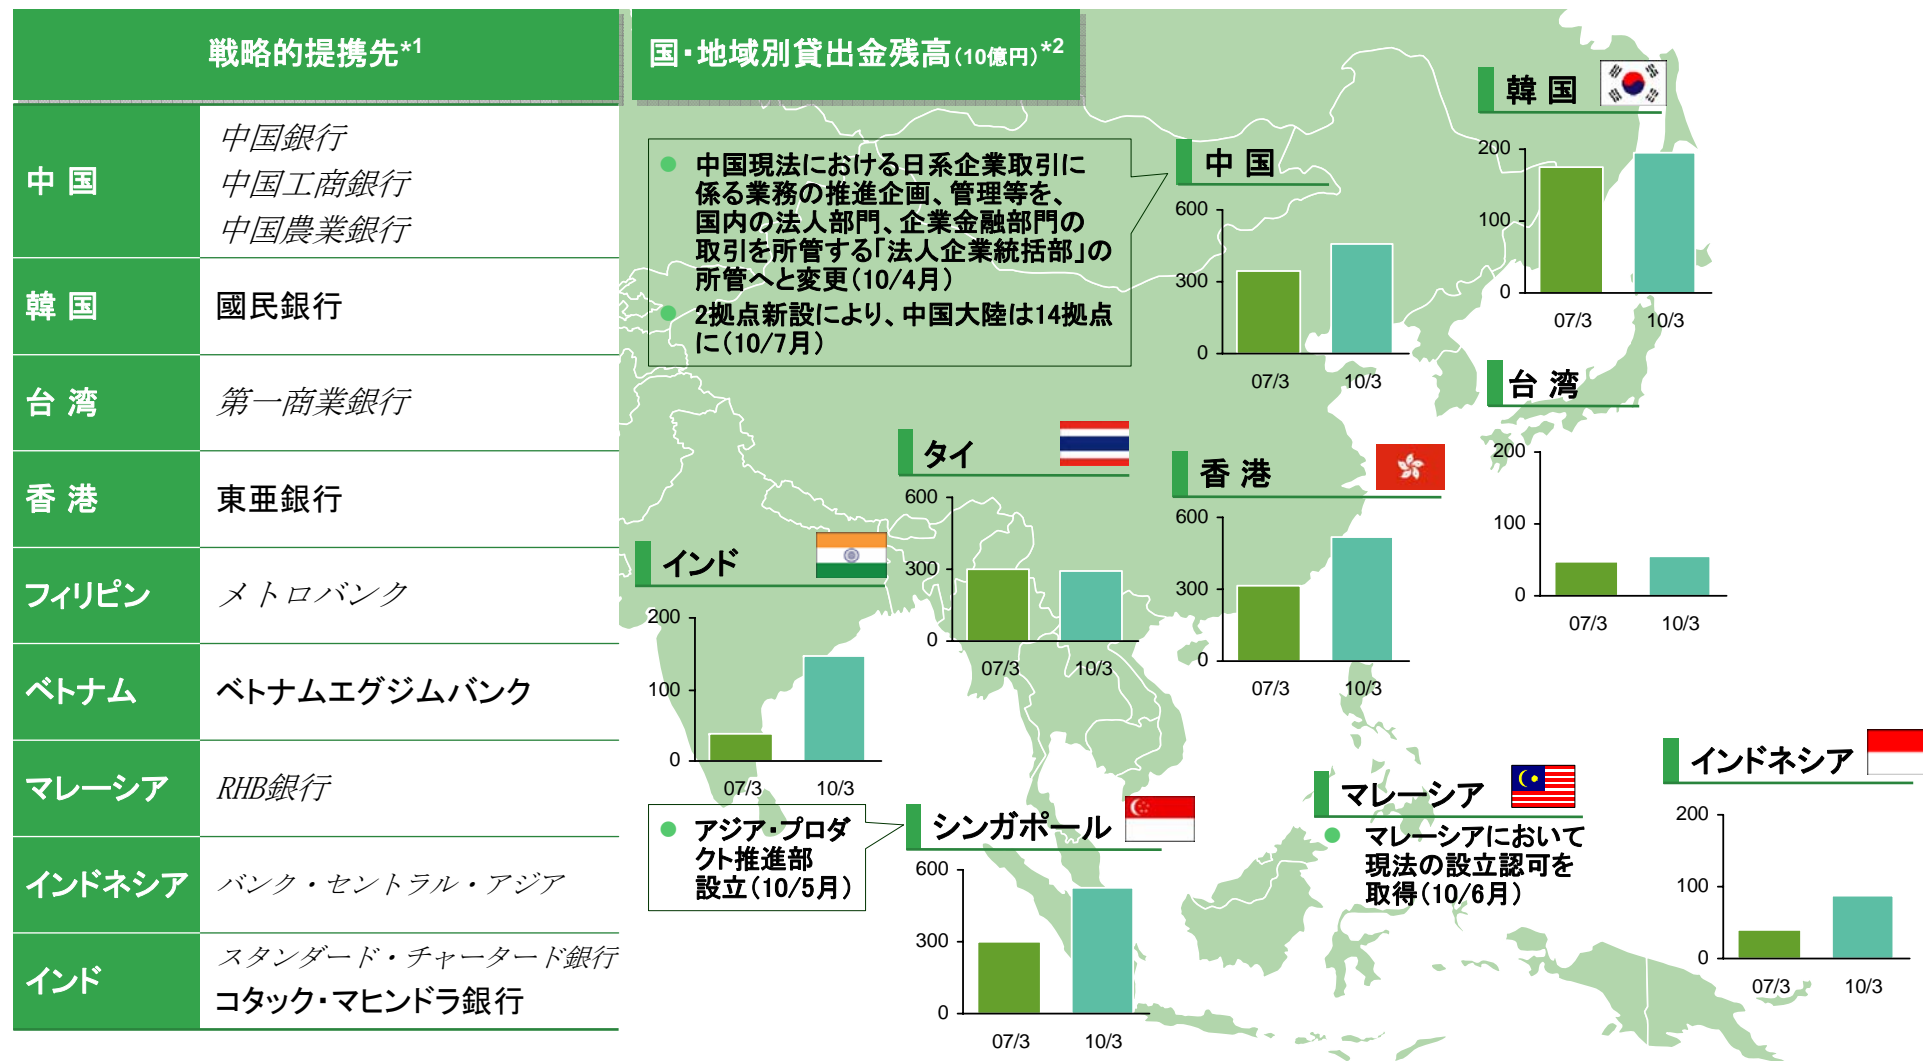 戦略的提携先*1
中 国
中国銀行
中国工商銀行
中国農業銀行
韓 国
國民銀行
台 湾
第一商業銀行
香 港
東亜銀行
フィリピン
メトロバンク
ベトナム
ベトナムエグジムバンク
マレーシア
RHB銀行
インドネシア
バンク・セントラル・アジア
インド
スタンダード・チャータード銀行
コタック・マヒンドラ銀行
国・地域別貸出金残高(10億円)*2
中国現法における日系企業取引に
係る業務の推進企画、管理等を、
国内の法人部門、企業金融部門の
取引を所管する「法人企業統括部」の
所管へと変更(10/4月)
2拠点新設により、中国大陸は14拠点
に(10/7月)
中 国
600
300
0
07/3 10/3
韓 国
200
100
0
07/3 10/3
台 湾
200
100
0
07/3 10/3
タイ
600
300
0
07/3 10/3
香 港
600
300
0
07/3 10/3
インド
200
100
0
07/3 10/3
アジア・プロダ
クト推進部
設立(10/5月)
シンガポール
600
300
0
07/3 10/3
マレーシア
マレーシアにおいて
現法の設立認可を
取得(10/6月)
インドネシア
200
100
0
07/3 10/3